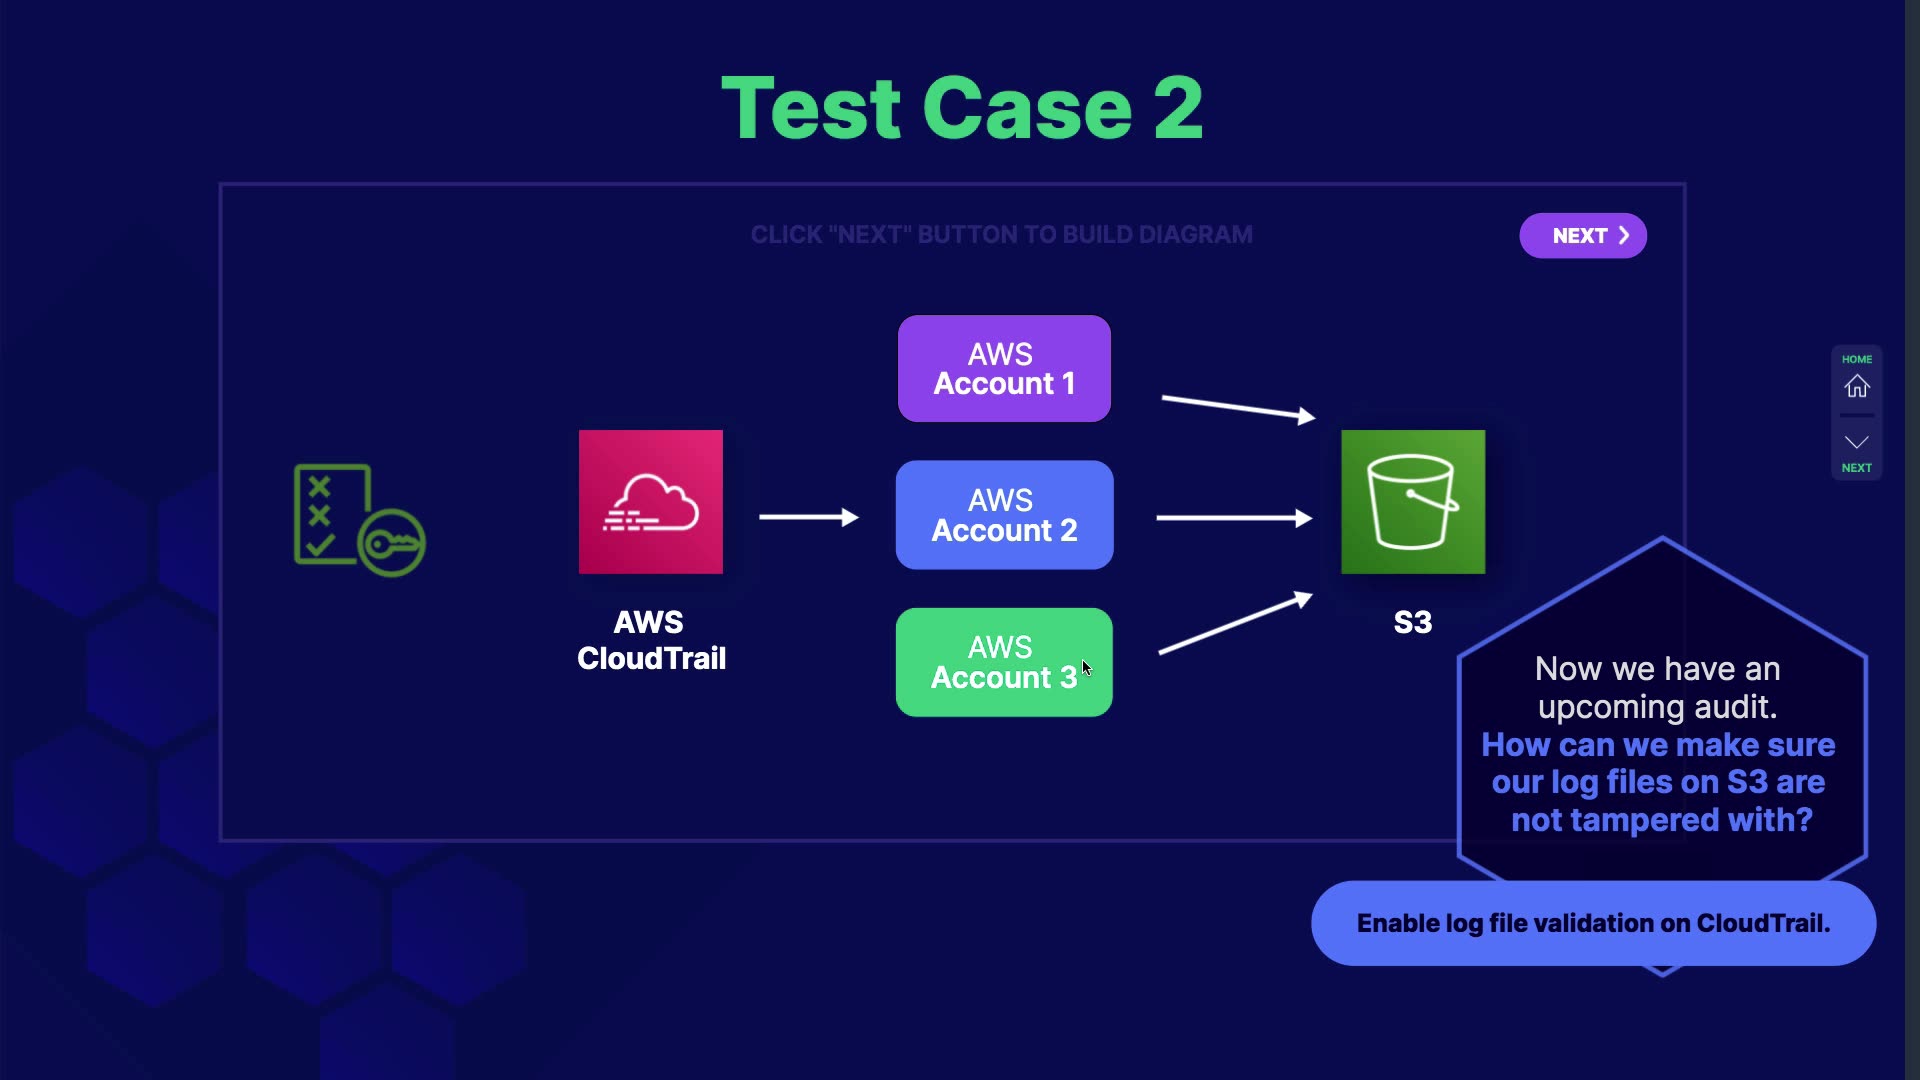 Test Case 2
CLICK "NEXT" BUTTON TO BUILD DIAGRAM
NEXT
AWS
Account 1
AWS
Account 2
AWS
Account 3
AWS
CloudTrail
S3
HOME
NEXT
Now we have an
upcoming audit.
How can we make sure
our log files on S3 are
not tampered with?
Enable log file validation on CloudTrail.